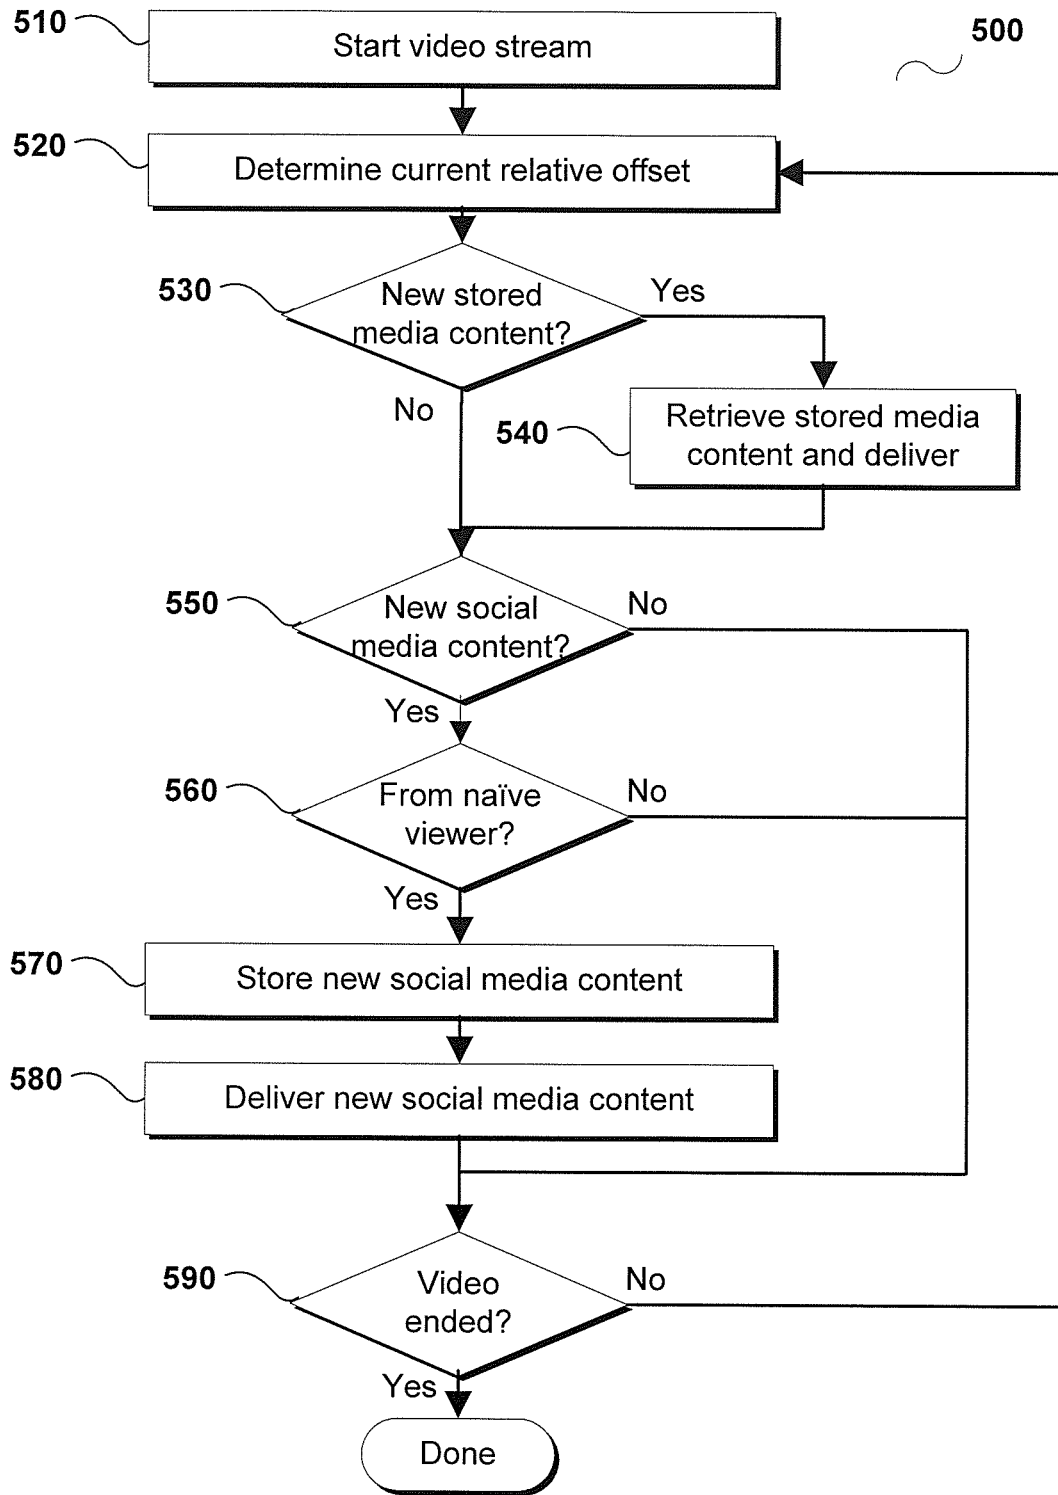 510
Start video stream
500
520
Determine current relative offset
530
New stored
media content?
Yes
No
540
Retrieve stored media
content and deliver
550
New social
media content?
No
Yes
560
From naïve
viewer?
No
Yes
570
Store new social media content
580
Deliver new social media content
590
Video
ended?
No
Yes
Done